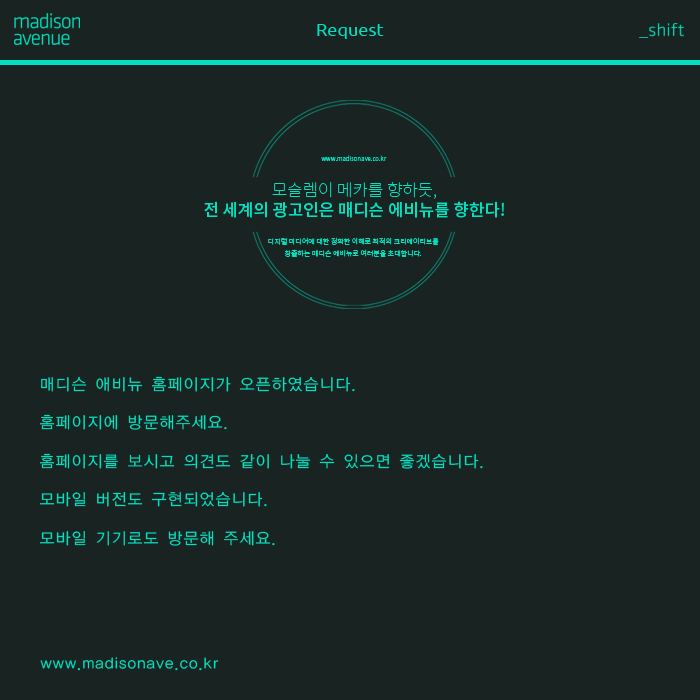 madison
avenue
Request
_shift
www.madisonave.co.kr
모슬렘이 메카를 향하듯,
전 세계의 광고인은 매디슨 에비뉴를 향한다!
디지털 미디어에 대한 정확한 이해로 최적의 크리에이티브를
창출하는 매디슨 에비뉴로 여러분을 초대합니다.
매디슨 애비뉴 홈페이지가 오픈하였습니다.
홈페이지에 방문해주세요.
홈페이지를 보시고 의견도 같이 나눌 수 있으면 좋겠습니다.
모바일 버전도 구현되었습니다.
모바일 기기로도 방문해 주세요.
www.madisonave.co.kr